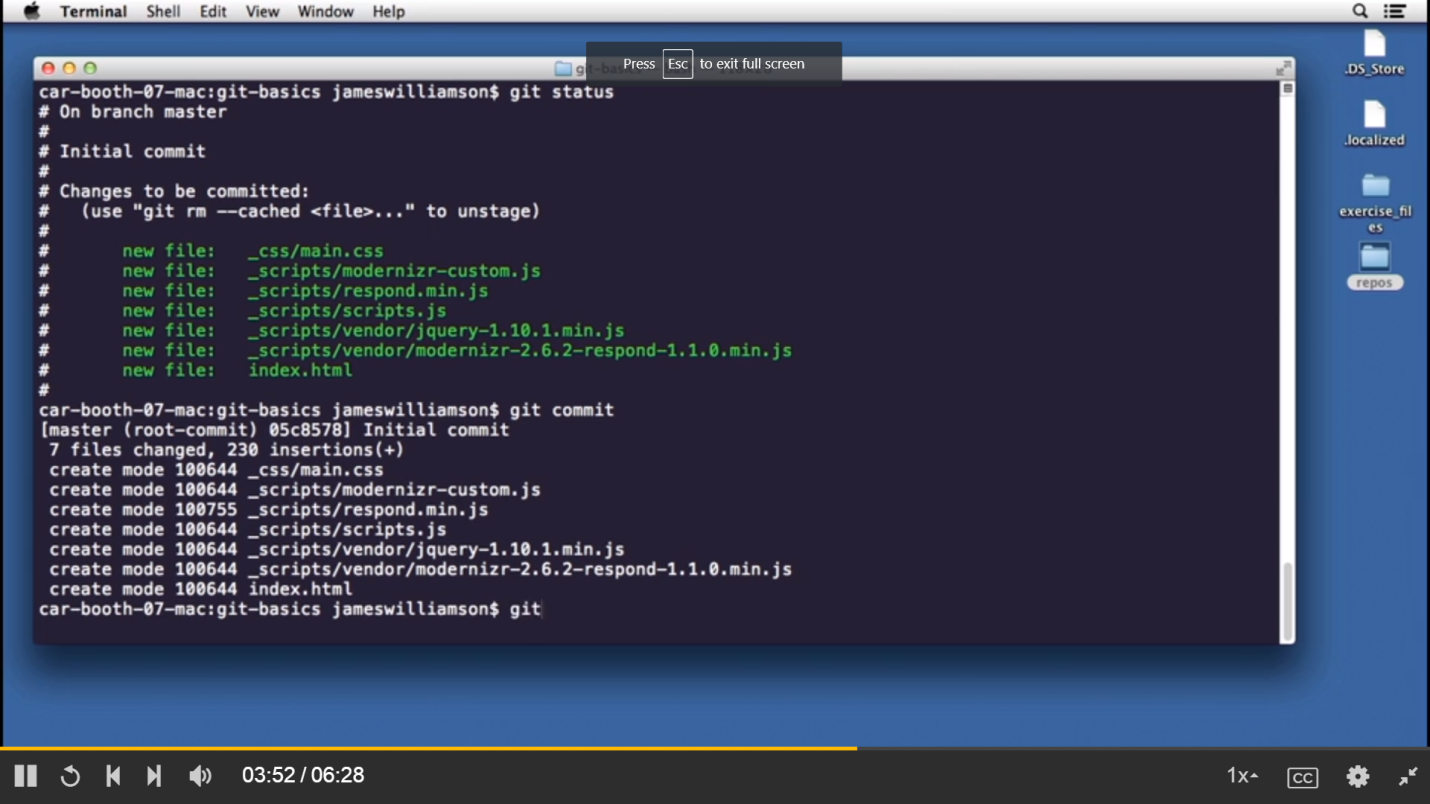 Terminal Shell Edit View Window Help
Press Esc to exit full screen
.DS_Store
.localized
exercise_fil
es
repos
car-booth-07-mac:git-basics jameswilliamson$ git status
# On branch master
#
# Initial commit
#
# Changes to be committed:
#   (use "git rm --cached <file>..." to unstage)
#
#       new file:   _css/main.css
#       new file:   _scripts/modernizr-custom.js
#       new file:   _scripts/respond.min.js
#       new file:   _scripts/scripts.js
#       new file:   _scripts/vendor/jquery-1.10.1.min.js
#       new file:   _scripts/vendor/modernizr-2.6.2-respond-1.1.0.min.js
#       new file:   index.html
#
car-booth-07-mac:git-basics jameswilliamson$ git commit
[master (root-commit) 05c8578] Initial commit
 7 files changed, 230 insertions(+)
 create mode 100644 _css/main.css
 create mode 100644 _scripts/modernizr-custom.js
 create mode 100755 _scripts/respond.min.js
 create mode 100644 _scripts/scripts.js
 create mode 100644 _scripts/vendor/jquery-1.10.1.min.js
 create mode 100644 _scripts/vendor/modernizr-2.6.2-respond-1.1.0.min.js
 create mode 100644 index.html
car-booth-07-mac:git-basics jameswilliamson$ git
03:52 / 06:28
1x
CC